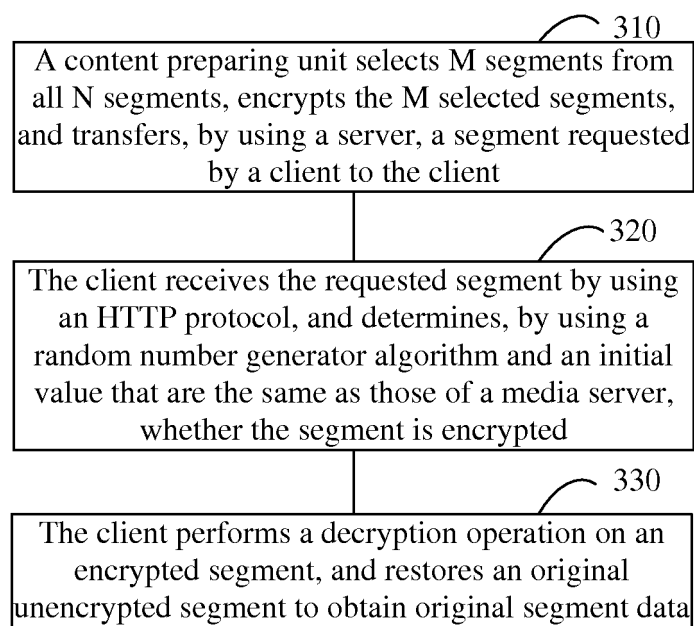 310
A content preparing unit selects M segments from
all N segments, encrypts the M selected segments,
and transfers, by using a server, a segment requested
by a client to the client
320
The client receives the requested segment by using
an HTTP protocol, and determines, by using a
random number generator algorithm and an initial
value that are the same as those of a media server,
whether the segment is encrypted
330
The client performs a decryption operation on an
encrypted segment, and restores an original
unencrypted segment to obtain original segment data